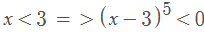 x < 3 = > (x − 3)^5 < 0